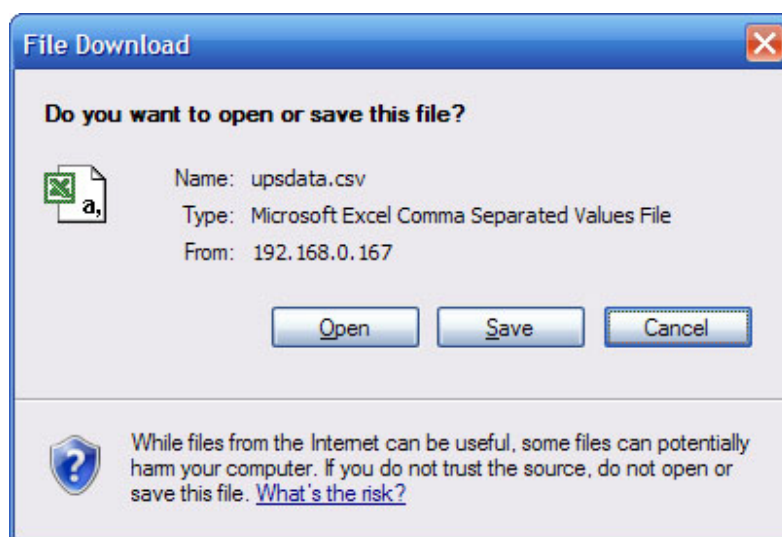 File Download
Do you want to open or save this file?
a,
Name: upsdata.csv
Type: Microsoft Excel Comma Separated Values File
From: 192.168.0.167
Open Save Cancel
While files from the Internet can be useful, some files can potentially
harm your computer. If you do not trust the source, do not open or
save this file. What's the risk?